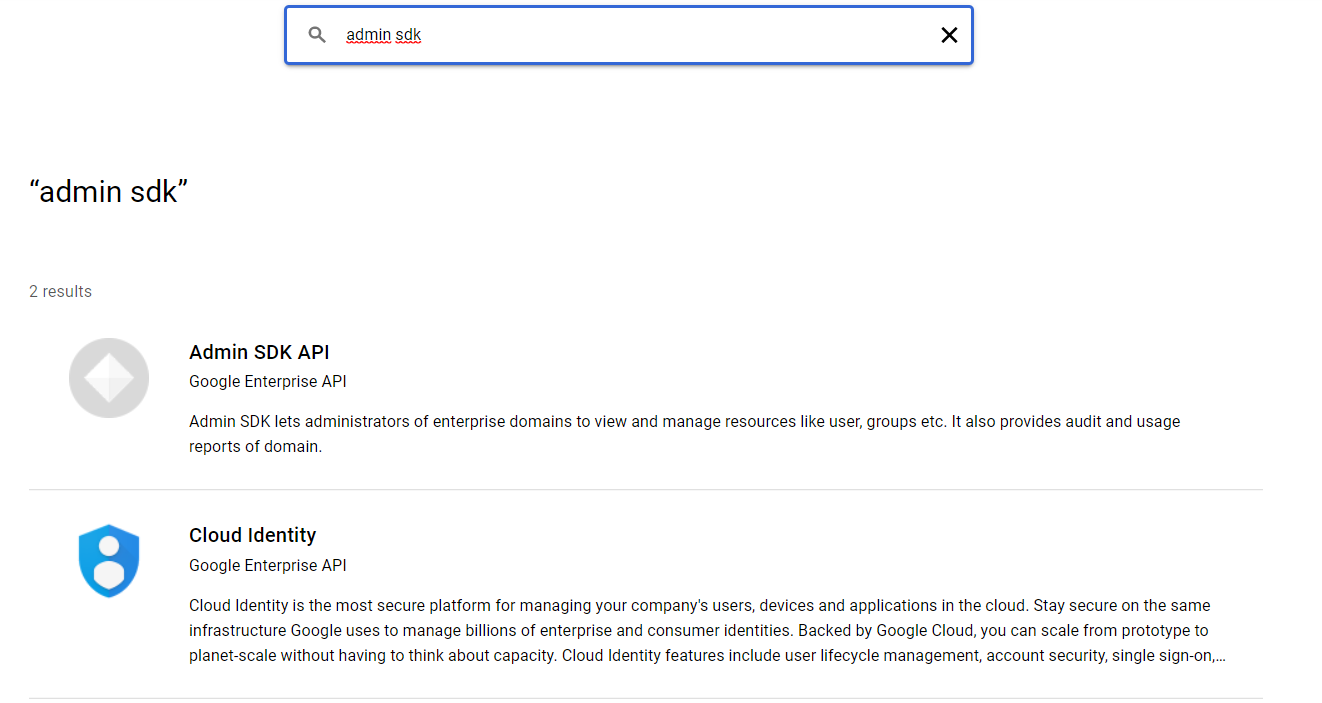 admin sdk
“admin sdk”
2 results
Admin SDK API
Google Enterprise API
Admin SDK lets administrators of enterprise domains to view and manage resources like user, groups etc. It also provides audit and usage
reports of domain.
Cloud Identity
Google Enterprise API
Cloud Identity is the most secure platform for managing your company's users, devices and applications in the cloud. Stay secure on the same
infrastructure Google uses to manage billions of enterprise and consumer identities. Backed by Google Cloud, you can scale from prototype to
planet-scale without having to think about capacity. Cloud Identity features include user lifecycle management, account security, single sign-on,...